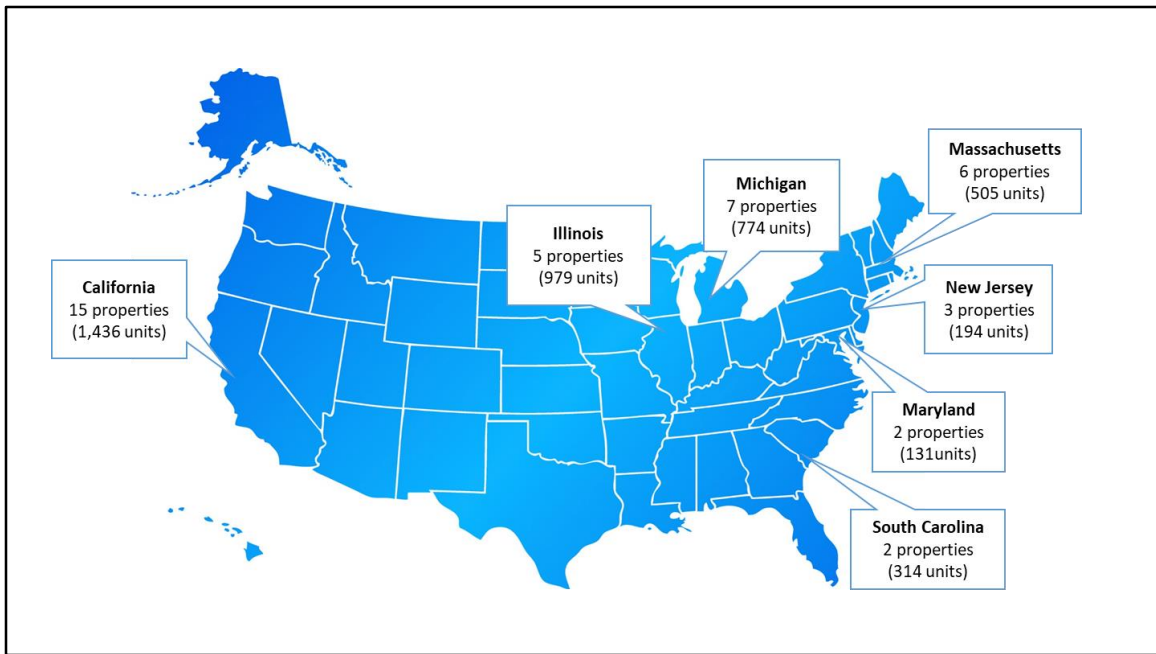 Massachusetts
6 properties
(505 units)
Michigan
7 properties
(774 units)
Illinois
5 properties
(979 units)
California
15 properties
(1,436 units)
New Jersey
3 properties
(194 units)
Maryland
2 properties
(131units)
South Carolina
2 properties
(314 units)